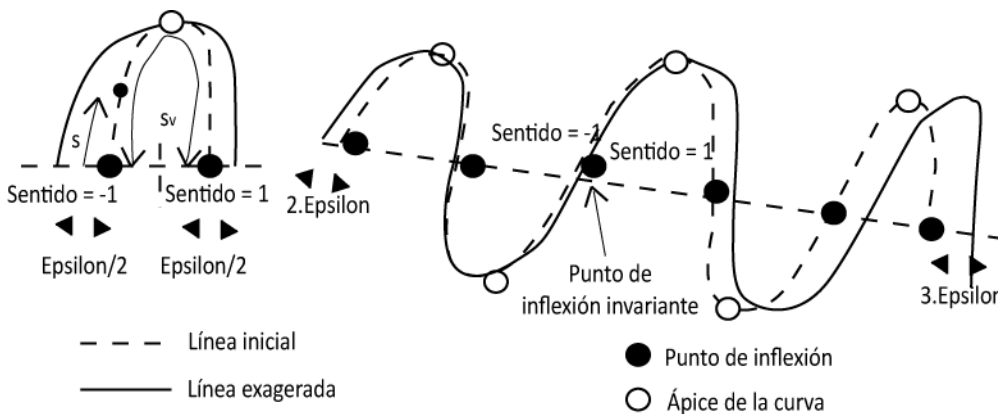 s
Sv
Sentido = -1
Sentido = 1
Epsilon/2
Epsilon/2
Sentido = -1
Sentido = 1
2.Epsilon
Punto de
inflexión invariante
3.Epsilon
Línea inicial
Línea exagerada
Punto de inflexión
Ápice de la curva